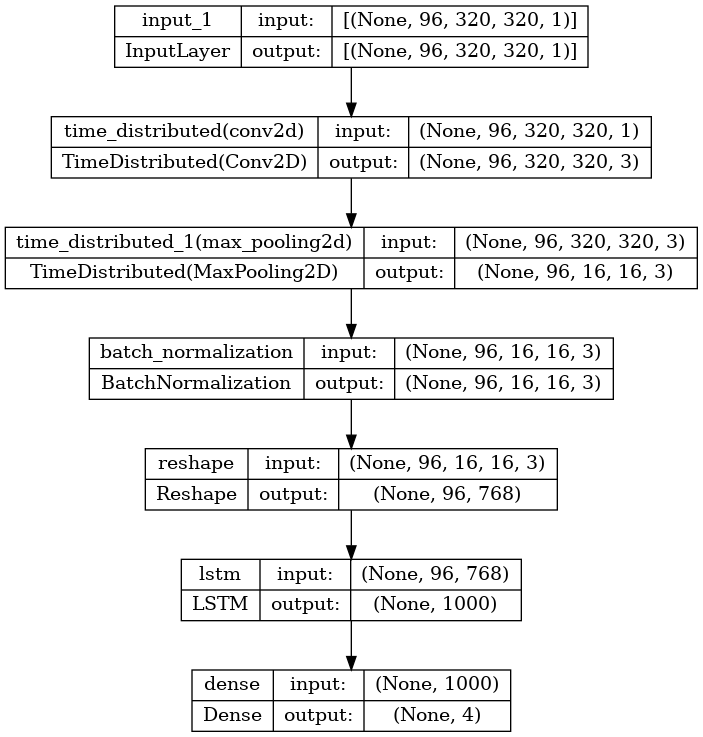 input_1 input: [(None, 96, 320, 320, 1)]
InputLayer output: [(None, 96, 320, 320, 1)]
time_distributed(conv2d) input: (None, 96, 320, 320, 1)
TimeDistributed(Conv2D) output: (None, 96, 320, 320, 3)
time_distributed_1(max_pooling2d) input: (None, 96, 320, 320, 3)
TimeDistributed(MaxPooling2D) output: (None, 96, 16, 16, 3)
batch_normalization input: (None, 96, 16, 16, 3)
BatchNormalization output: (None, 96, 16, 16, 3)
reshape input: (None, 96, 16, 16, 3)
Reshape output: (None, 96, 768)
lstm input: (None, 96, 768)
LSTM output: (None, 1000)
dense input: (None, 1000)
Dense output: (None, 4)